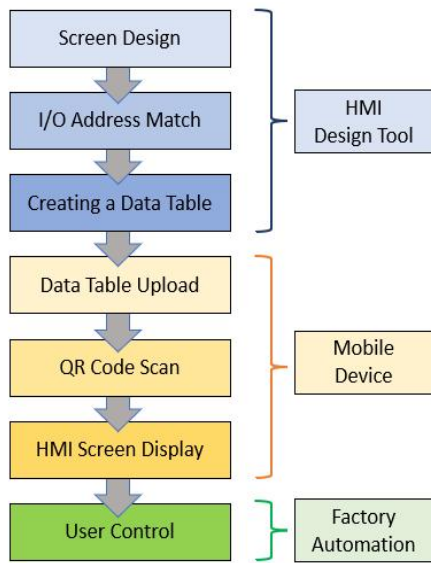 Screen Design
I/O Address Match
Creating a Data Table
HMI
Design Tool
Data Table Upload
QR Code Scan
HMI Screen Display
Mobile
Device
User Control
Factory
Automation